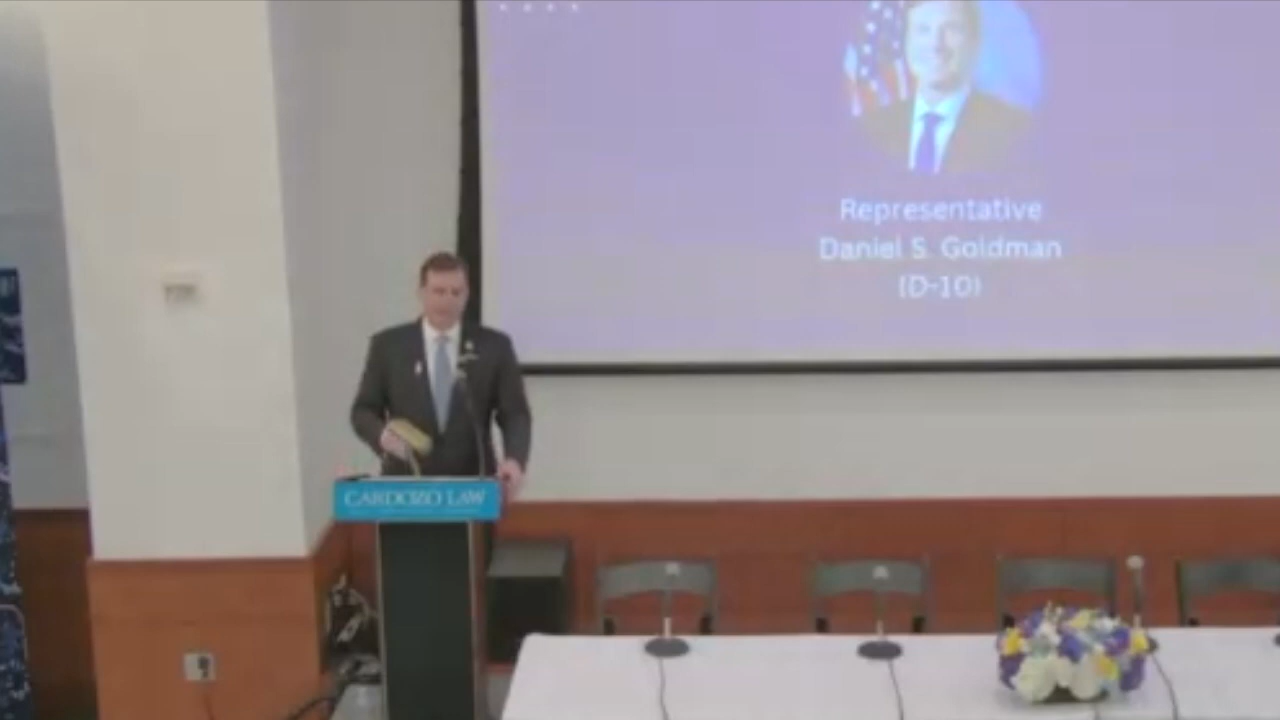 Representative
Daniel S. Goldman
(D-10)
CARDOZO LAW